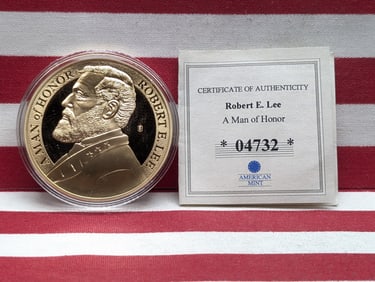 A MAN of HONOR ROBERT E. LEE
CERTIFICATE OF AUTHENTICITY
Robert E. Lee
A Man of Honor
* 04732 *
AMERICAN
MINT